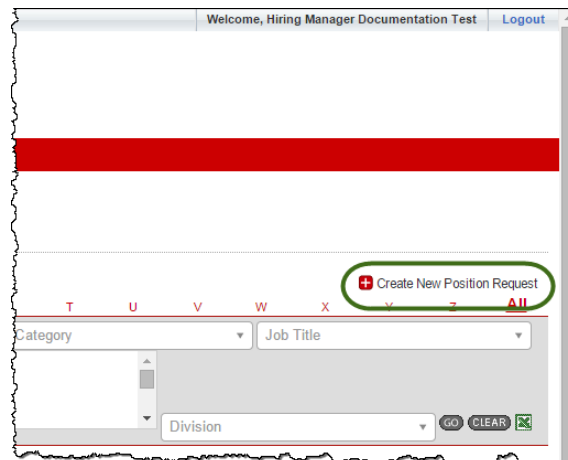 Welcome, Hiring Manager Documentation Test Logout
Create New Position Request
T U V W X Y Z All
Category Job Title
Division GO CLEAR